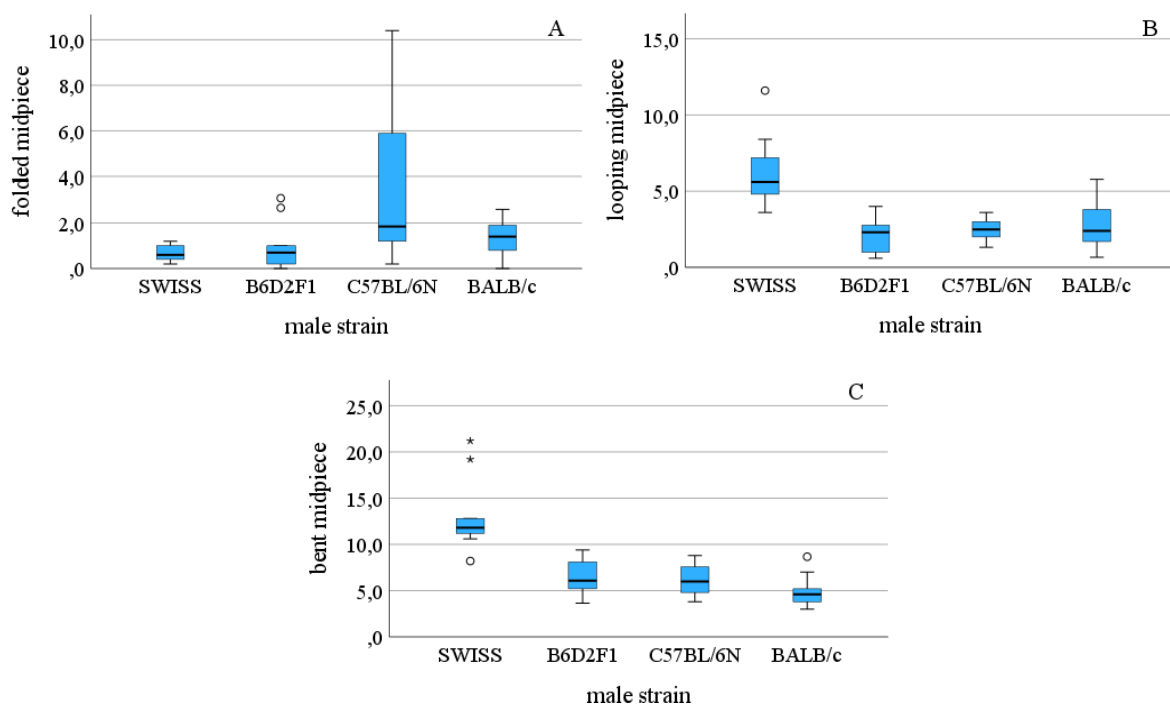 A
10,0
8,0
6,0
4,0
2,0
,0
folded midpiece
SWISS B6D2F1 C57BL/6N BALB/c
male strain
B
15,0
10,0
5,0
,0
looping midpiece
SWISS B6D2F1 C57BL/6N BALB/c
male strain
C
25,0
20,0
15,0
10,0
5,0
,0
bent midpiece
SWISS B6D2F1 C57BL/6N BALB/c
male strain